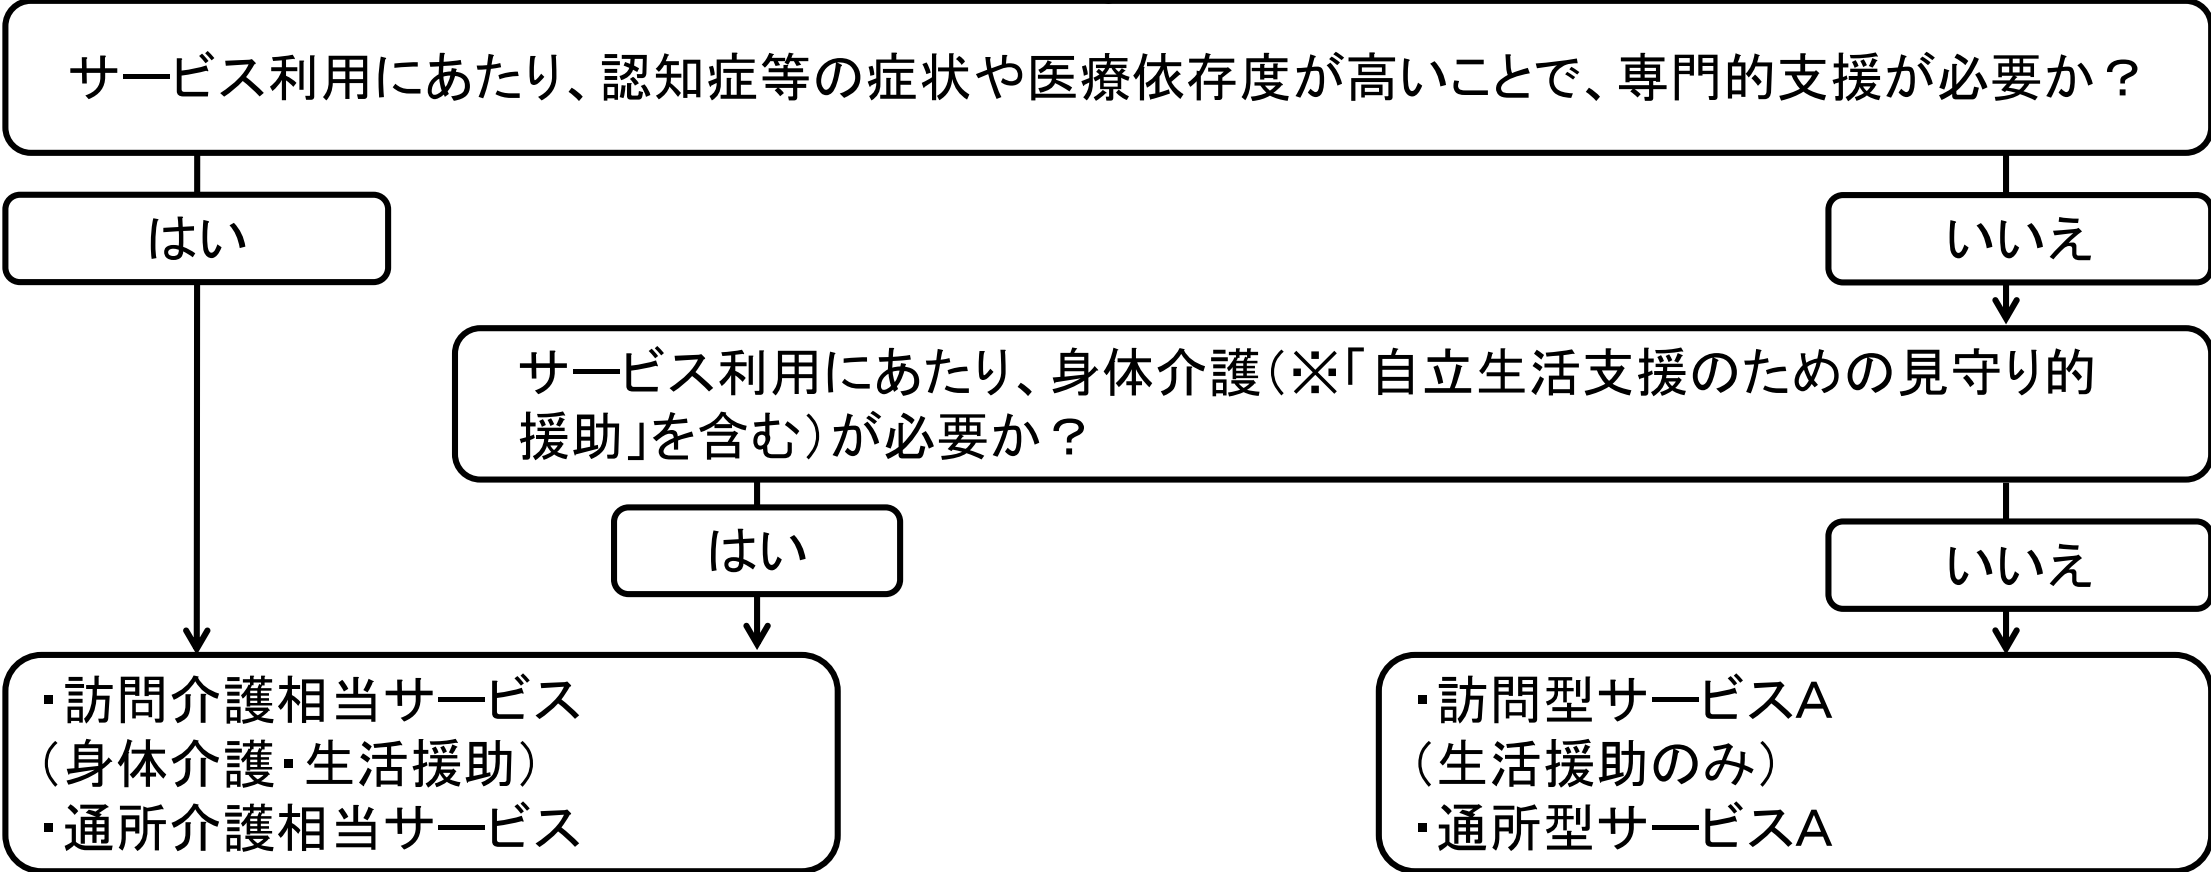 サービス利用にあたり、認知症等の症状や医療依存度が高いことで、専門的支援が必要か？
はい
いいえ
サービス利用にあたり、身体介護(※「自立生活支援のための見守り的
援助」を含む)が必要か？
はい
いいえ
・訪問介護相当サービス
(身体介護・生活援助)
・通所介護相当サービス
・訪問型サービスA
(生活援助のみ)
・通所型サービスA